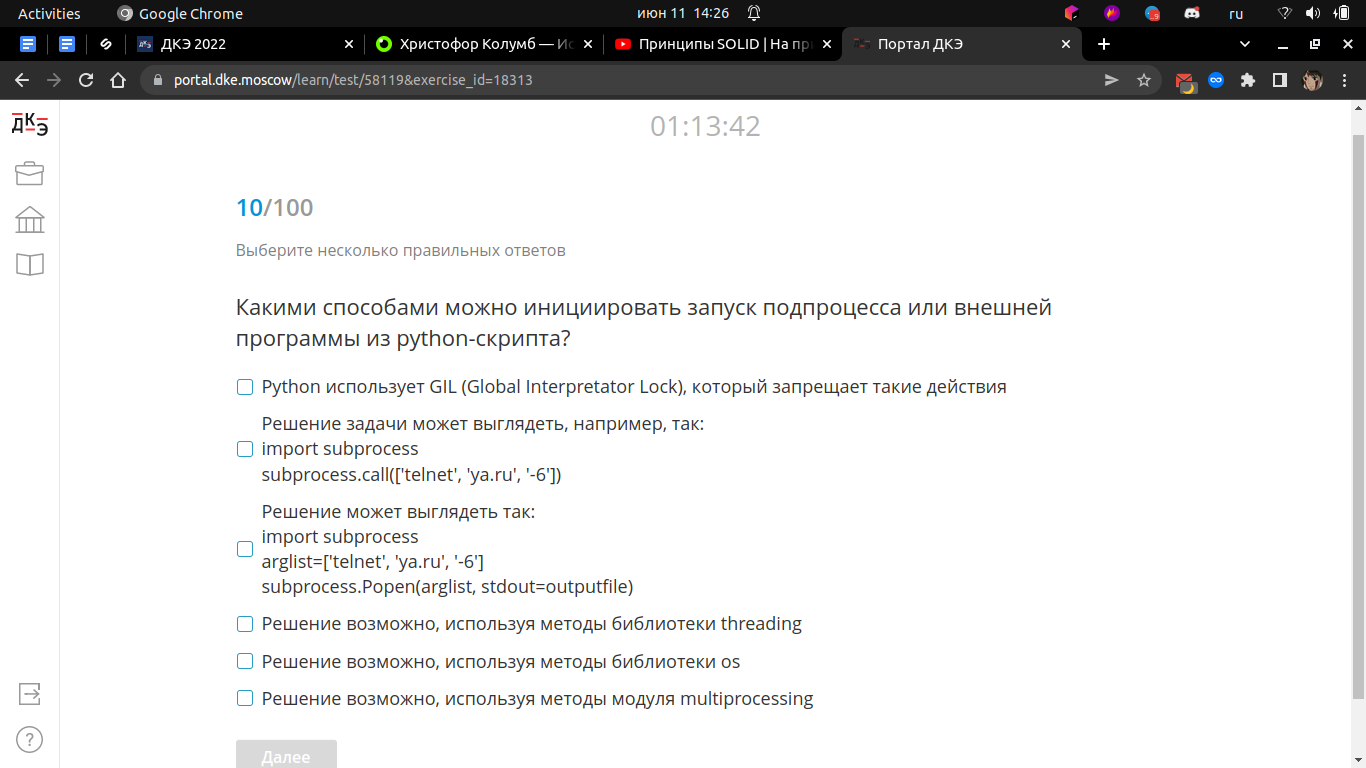 Activities
Google Chrome
июн 11 14:26
ru
ДКЭ 2022
Христофор Колумб — Ис
Принципы SOLID | На пр
Портал ДКЭ
portal.dke.moscow/learn/test/58119&exercise_id=18313
ДКЭ
01:13:42
10/100
Выберите несколько правильных ответов
Какими способами можно инициировать запуск подпроцесса или внешней
программы из python-скрипта?
Python использует GIL (Global Interpretator Lock), который запрещает такие действия
Решение задачи может выглядеть, например, так:
import subprocess
subprocess.call(['telnet', 'ya.ru', '-6'])
Решение может выглядеть так:
import subprocess
arglist=['telnet', 'ya.ru', '-6']
subprocess.Popen(arglist, stdout=outputfile)
Решение возможно, используя методы библиотеки threading
Решение возможно, используя методы библиотеки os
Решение возможно, используя методы модуля multiprocessing
Далее